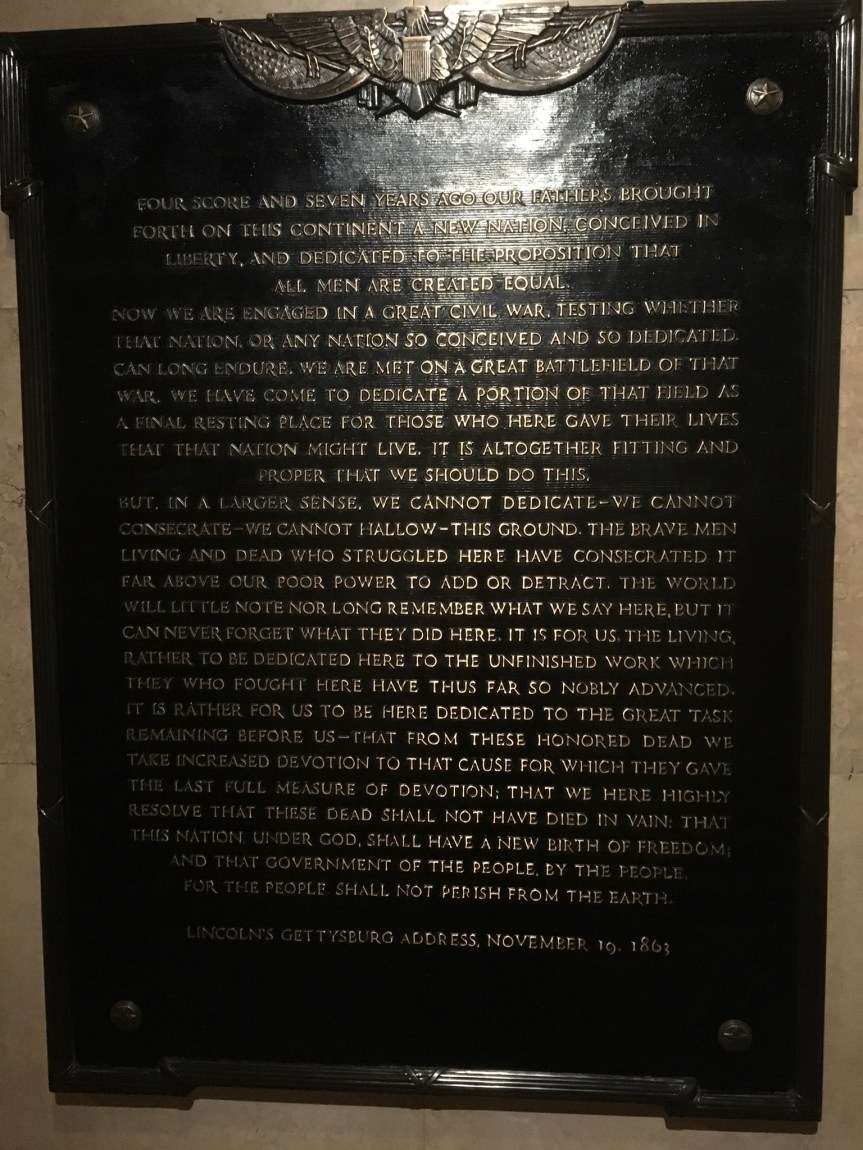 FOUR SCORE AND SEVEN YEARS AGO OUR FATHERS BROUGHT
FORTH ON THIS CONTINENT A NEW NATION, CONCEIVED IN
LIBERTY, AND DEDICATED TO THE PROPOSITION THAT
ALL MEN ARE CREATED EQUAL.
NOW WE ARE ENGAGED IN A GREAT CIVIL WAR, TESTING WHETHER
THAT NATION, OR ANY NATION SO CONCEIVED AND SO DEDICATED,
CAN LONG ENDURE. WE ARE MET ON A GREAT BATTLEFIELD OF THAT
WAR. WE HAVE COME TO DEDICATE A PORTION OF THAT FIELD AS
A FINAL RESTING PLACE FOR THOSE WHO HERE GAVE THEIR LIVES
THAT THAT NATION MIGHT LIVE. IT IS ALTOGETHER FITTING AND
PROPER THAT WE SHOULD DO THIS.
BUT, IN A LARGER SENSE, WE CANNOT DEDICATE—WE CANNOT
CONSECRATE—WE CANNOT HALLOW—THIS GROUND. THE BRAVE MEN
LIVING AND DEAD WHO STRUGGLED HERE HAVE CONSECRATED IT
FAR ABOVE OUR POOR POWER TO ADD OR DETRACT. THE WORLD
WILL LITTLE NOTE NOR LONG REMEMBER WHAT WE SAY HERE, BUT IT
CAN NEVER FORGET WHAT THEY DID HERE. IT IS FOR US, THE LIVING,
RATHER TO BE DEDICATED HERE TO THE UNFINISHED WORK WHICH
THEY WHO FOUGHT HERE HAVE THUS FAR SO NOBLY ADVANCED.
IT IS RATHER FOR US TO BE HERE DEDICATED TO THE GREAT TASK
REMAINING BEFORE US—THAT FROM THESE HONORED DEAD WE
TAKE INCREASED DEVOTION TO THAT CAUSE FOR WHICH THEY GAVE
THE LAST FULL MEASURE OF DEVOTION; THAT WE HERE HIGHLY
RESOLVE THAT THESE DEAD SHALL NOT HAVE DIED IN VAIN; THAT
THIS NATION, UNDER GOD, SHALL HAVE A NEW BIRTH OF FREEDOM;
AND THAT GOVERNMENT OF THE PEOPLE, BY THE PEOPLE,
FOR THE PEOPLE SHALL NOT PERISH FROM THE EARTH.
LINCOLN'S GETTYSBURG ADDRESS, NOVEMBER 19, 1863